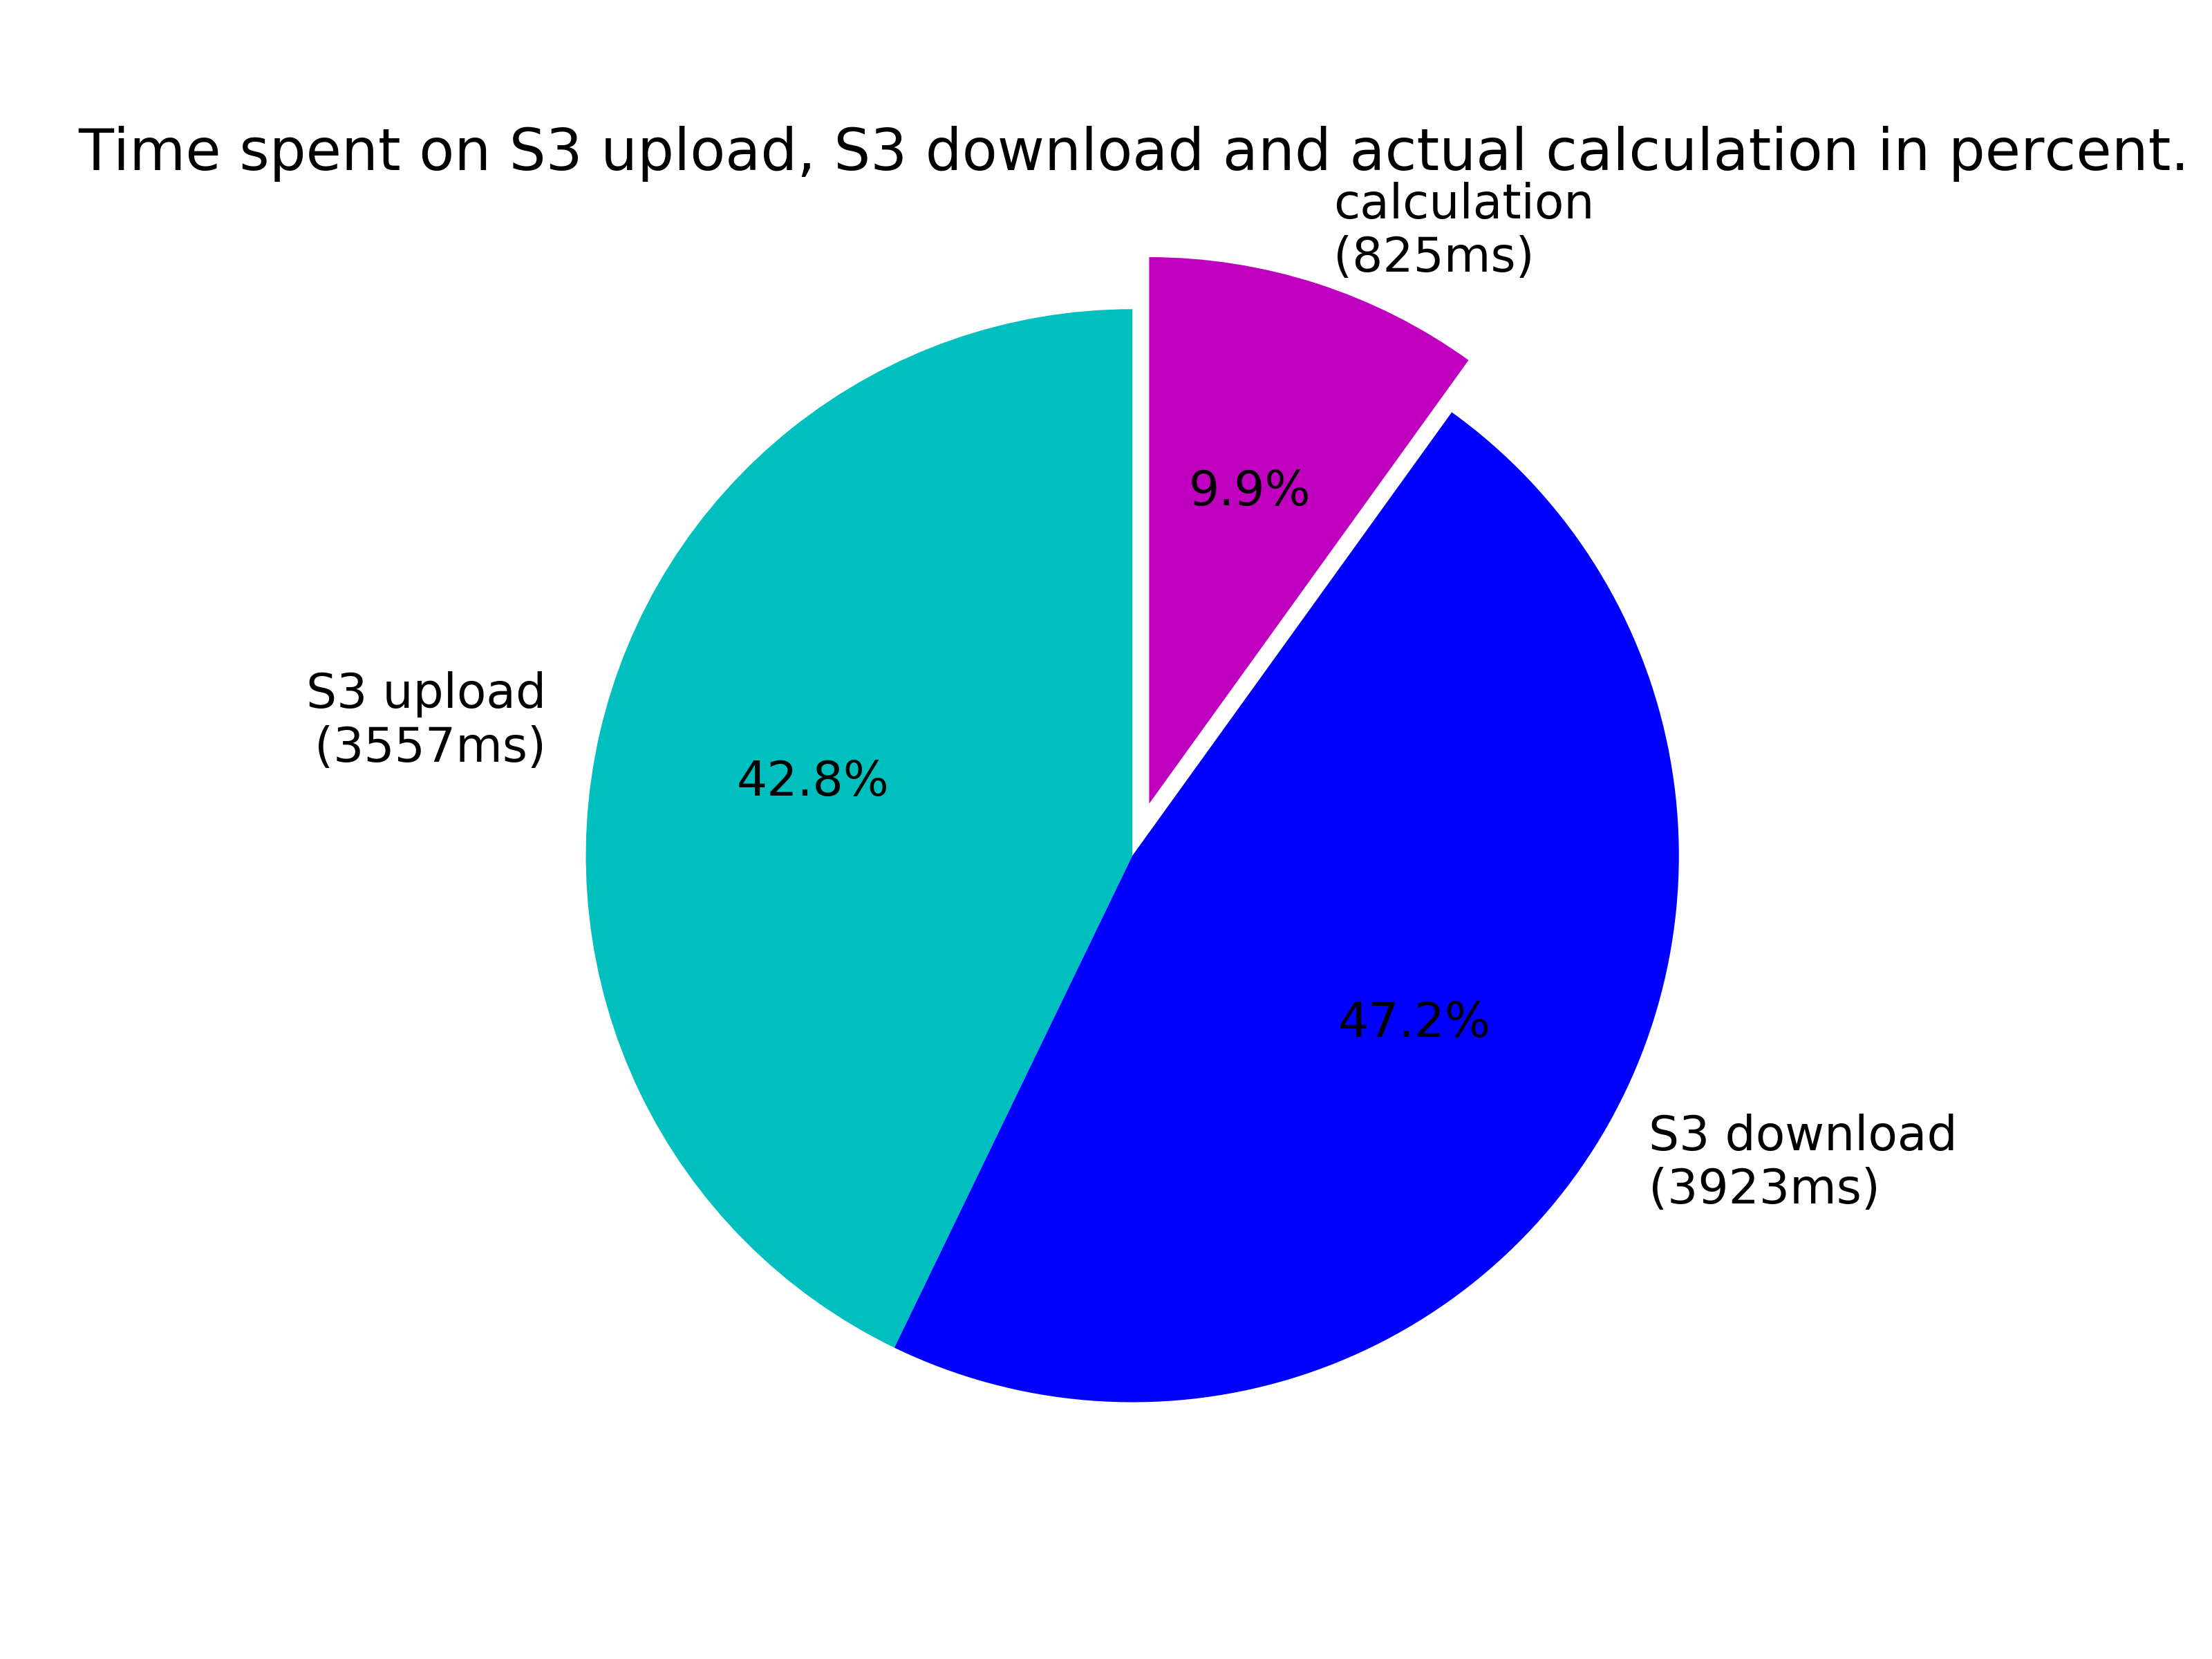 Time spent on S3 upload, S3 download and actual calculation in percent.
calculation
(825ms)
9.9%
S3 upload
(3557ms)
42.8%
47.2%
S3 download
(3923ms)